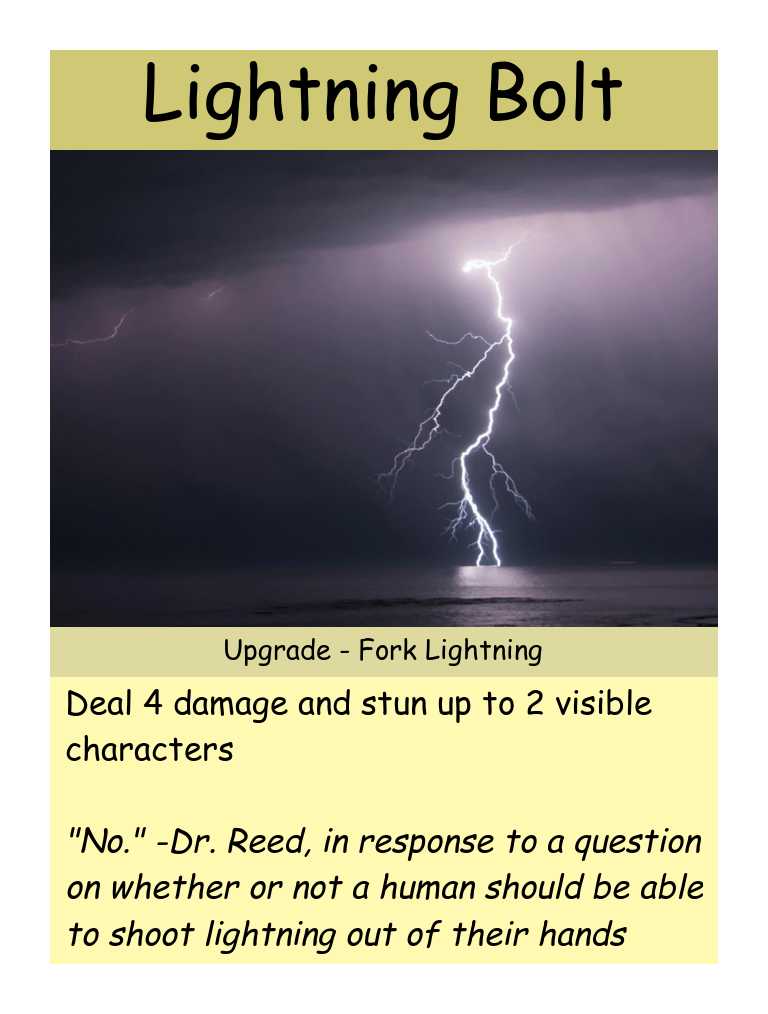 Lightning Bolt
Upgrade - Fork Lightning
Deal 4 damage and stun up to 2 visible
characters
"No." -Dr. Reed, in response to a question
on whether or not a human should be able
to shoot lightning out of their hands